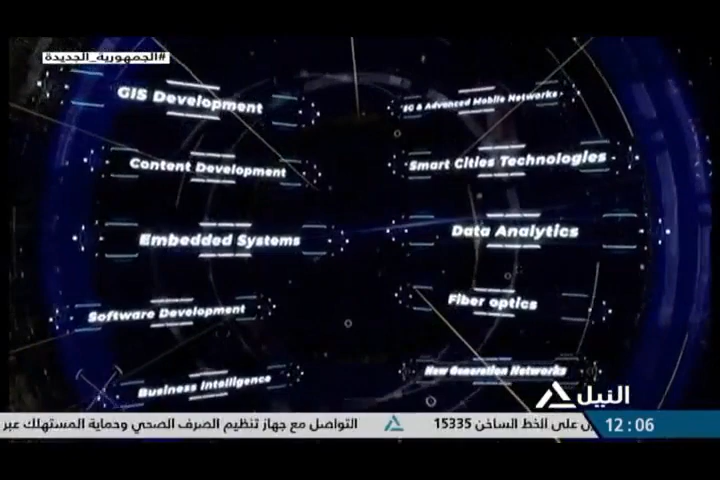 #الجمهورية_الجديدة
GIS Development
5G & Advanced Mobile Networks
Content Development
Smart Cities Technologies
Embedded Systems
Data Analytics
Software Development
Fiber optics
Business Intelligence
New Generation Networks
النيل
على الخط الساخن 15335
التواصل مع جهاز تنظيم الصرف الصحي وحماية المستهلك عبر
12:06